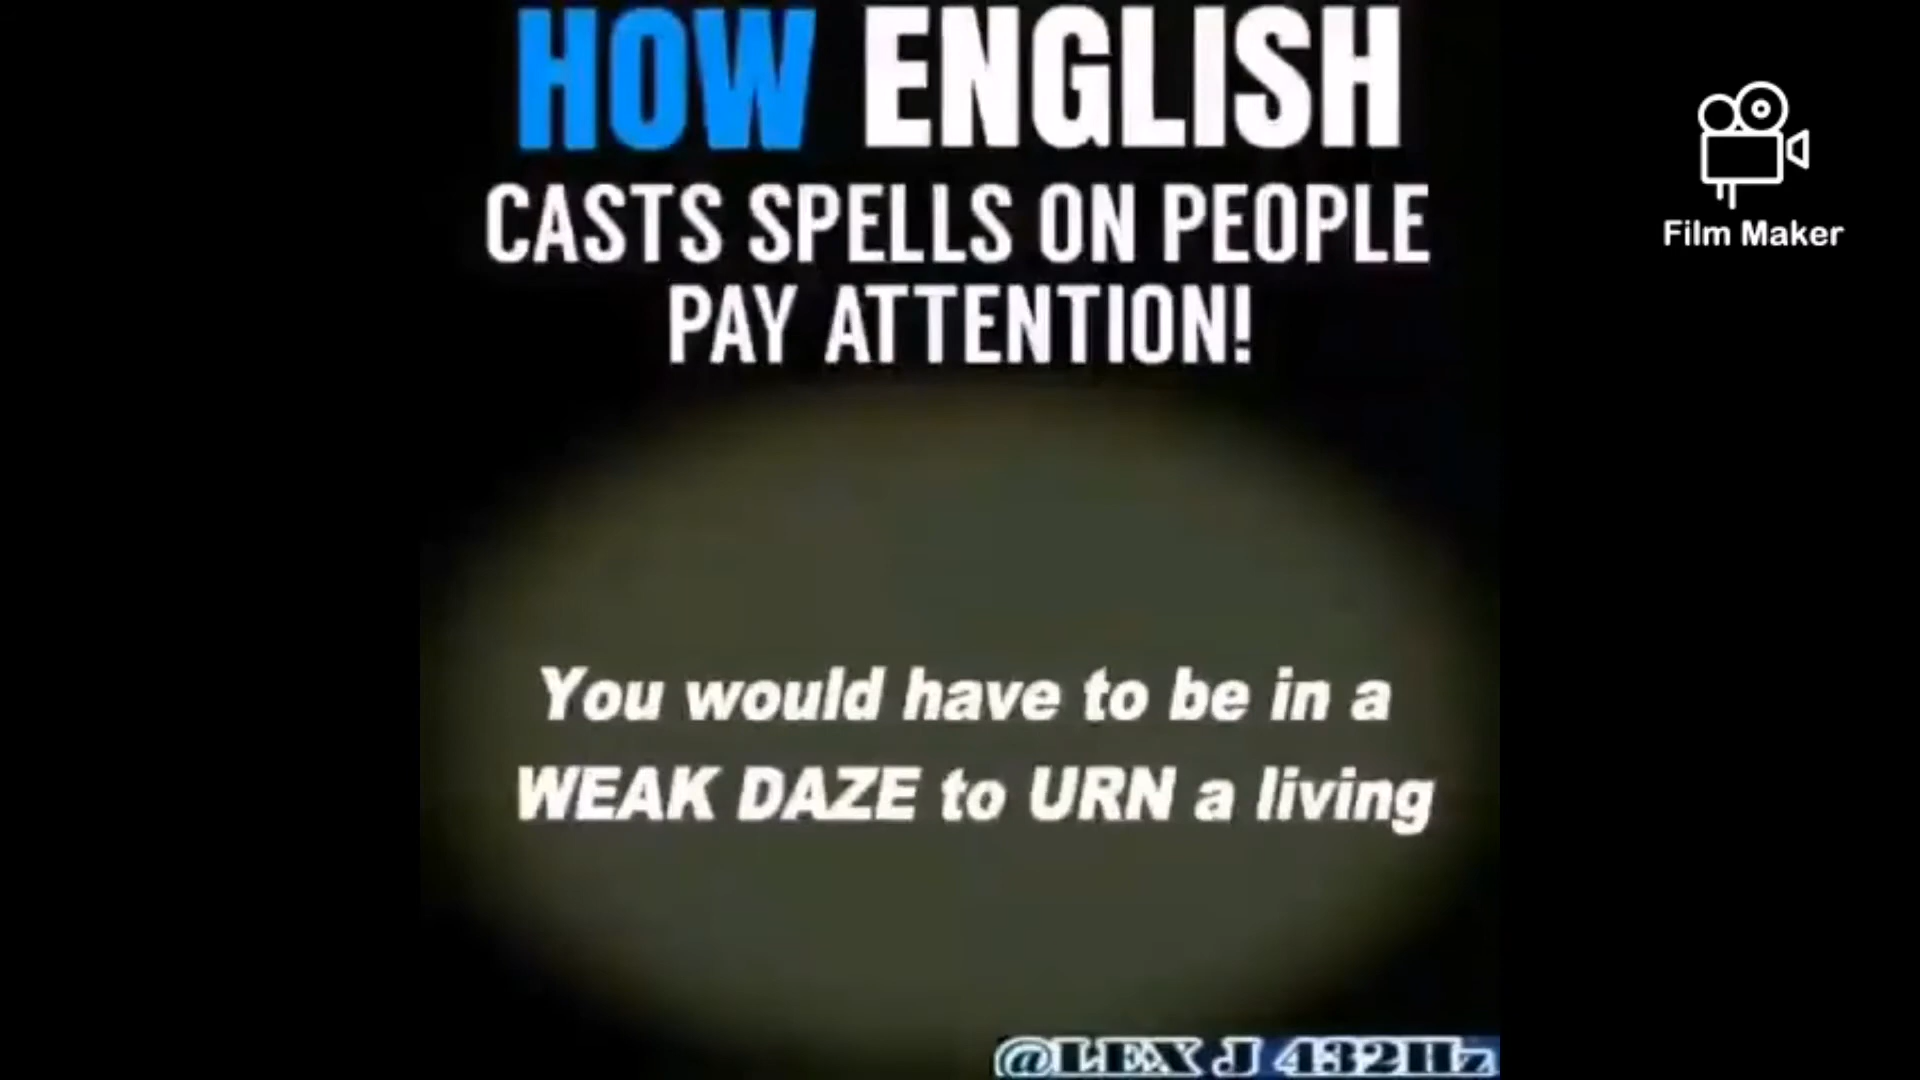 HOW ENGLISH
CASTS SPELLS ON PEOPLE
PAY ATTENTION!
Film Maker
You would have to be in a
WEAK DAZE to URN a living
@LEX J 432Hz